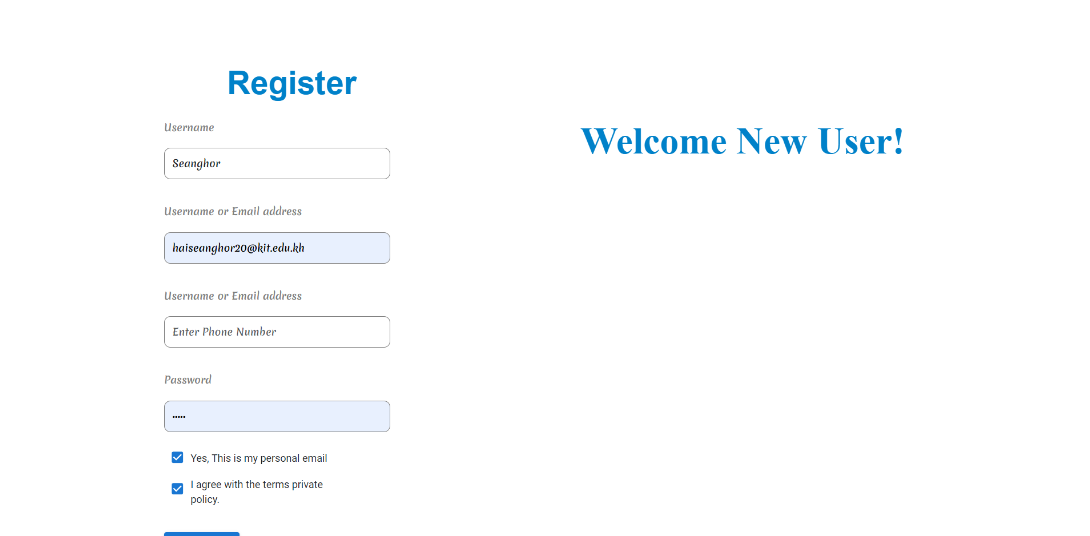 Register
Username
Seanghor
Username or Email address
haiseanghor20@kit.edu.kh
Username or Email address
Enter Phone Number
Password
•••••
Yes, This is my personal email
I agree with the terms private
policy.
Welcome New User!